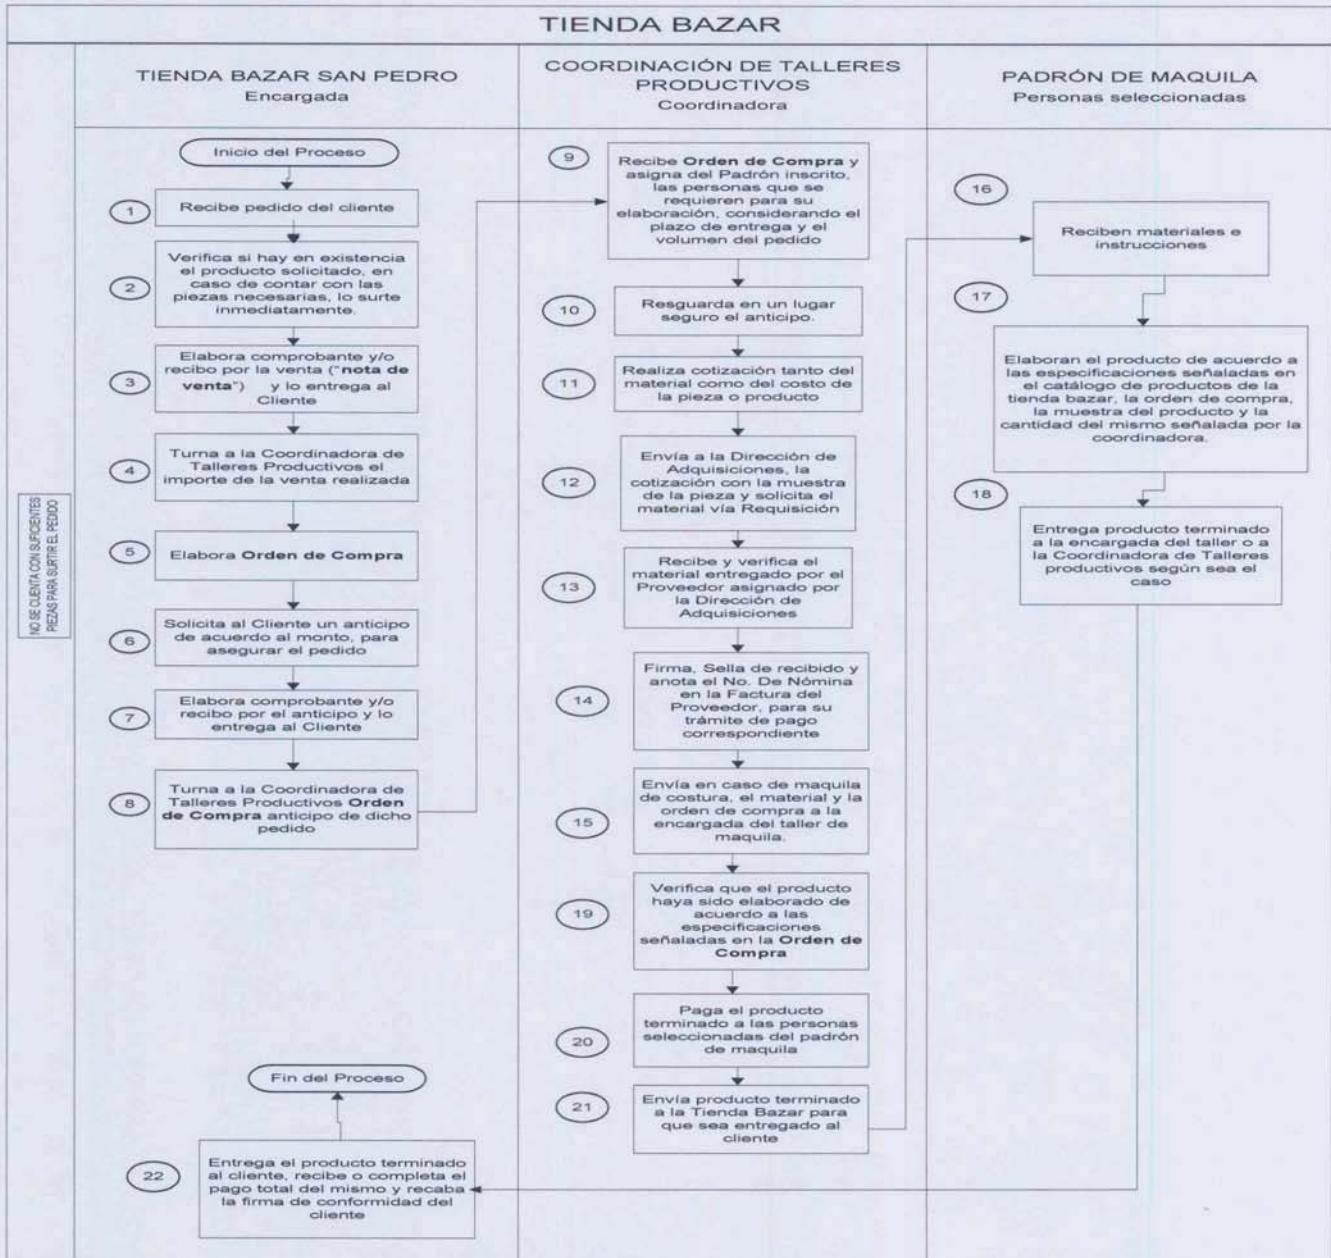 TIENDA BAZAR
TIENDA BAZAR SAN PEDRO
Encargada
COORDINACIÓN DE TALLERES
PRODUCTIVOS
Coordinadora
PADRÓN DE MAQUILA
Personas seleccionadas
NO SE CUENTA CON SUFICIENTES
PIEZAS PARA SURTIR EL PEDIDO
Inicio del Proceso
1
Recibe pedido del cliente
2
Verifica si hay en existencia
el producto solicitado, en
caso de contar con las
piezas necesarias, lo surte
inmediatamente.
3
Elabora comprobante y/o
recibo por la venta ("nota de
venta") y lo entrega al
Cliente
4
Turna a la Coordinadora de
Talleres Productivos el
importe de la venta realizada
5
Elabora Orden de Compra
6
Solicita al Cliente un anticipo
de acuerdo al monto, para
asegurar el pedido
7
Elabora comprobante y/o
recibo por el anticipo y lo
entrega al Cliente
8
Turna a la Coordinadora de
Talleres Productivos Orden
de Compra anticipo de dicho
pedido
9
Recibe Orden de Compra y
asigna del Padrón inscrito,
las personas que se
requieren para su
elaboración, considerando el
plazo de entrega y el
volumen del pedido
10
Resguarda en un lugar
seguro el anticipo.
11
Realiza cotización tanto del
material como del costo de
la pieza o producto
12
Envía a la Dirección de
Adquisiciones, la
cotización con la muestra
de la pieza y solicita el
material vía Requisición
13
Recibe y verifica el
material entregado por el
Proveedor asignado por
la Dirección de
Adquisiciones
14
Firma, Sella de recibido y
anota el No. De Nómina
en la Factura del
Proveedor, para su
trámite de pago
correspondiente
15
Envía en caso de maquila
de costura, el material y la
orden de compra a la
encargada del taller de
maquila.
19
Verifica que el producto
haya sido elaborado de
acuerdo a las
especificaciones
señaladas en la Orden de
Compra
20
Paga el producto
terminado a las personas
seleccionadas del padrón
de maquila
21
Envía producto terminado
a la Tienda Bazar para
que sea entregado al
cliente
16
Reciben materiales e
instrucciones
17
Elaboran el producto de acuerdo a
las especificaciones señaladas en
el catálogo de productos de la
tienda bazar, la orden de compra,
la muestra del producto y la
cantidad del mismo señalada por la
coordinadora.
18
Entrega producto terminado
a la encargada del taller o a
la Coordinadora de Talleres
productivos según sea el
caso
Fin del Proceso
22
Entrega el producto terminado
al cliente, recibe o completa el
pago total del mismo y recaba
la firma de conformidad del
cliente